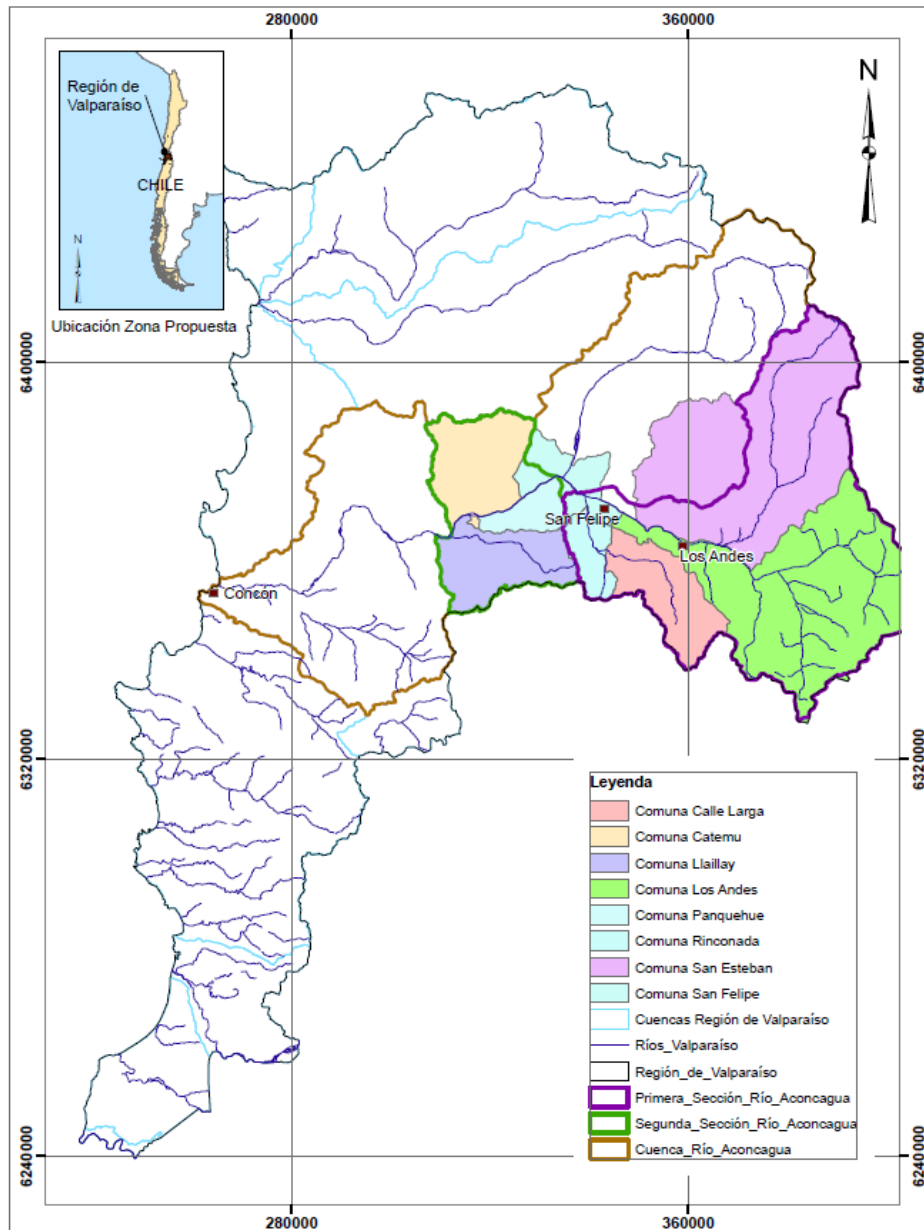 280000
360000
Región de
Valparaíso
CHILE
N
Ubicación Zona Propuesta
N
6400000
6400000
San Felipe
Los Andes
Concón
6320000
6320000
Leyenda
Comuna Calle Larga
Comuna Catemu
Comuna Llaillay
Comuna Los Andes
Comuna Panquehue
Comuna Rinconada
Comuna San Esteban
Comuna San Felipe
Cuencas Región de Valparaíso
Ríos_Valparaíso
Región_de_Valparaíso
Primera_Sección_Río_Aconcagua
Segunda_Sección_Río_Aconcagua
Cuenca_Río_Aconcagua
6240000
6240000
280000
360000